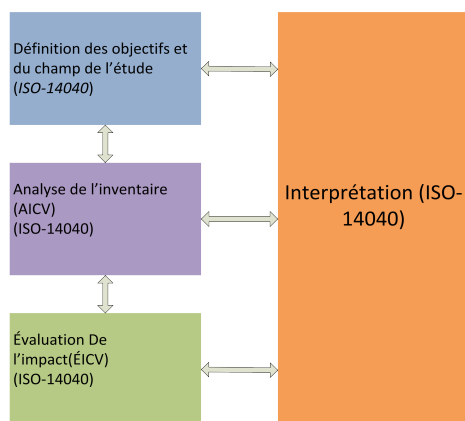 Définition des objectifs et
du champ de l'étude
(ISO-14040)
Analyse de l'inventaire
(AICV)
(ISO-14040)
Évaluation De
l'impact(ÉICV)
(ISO-14040)
Interprétation (ISO-
14040)